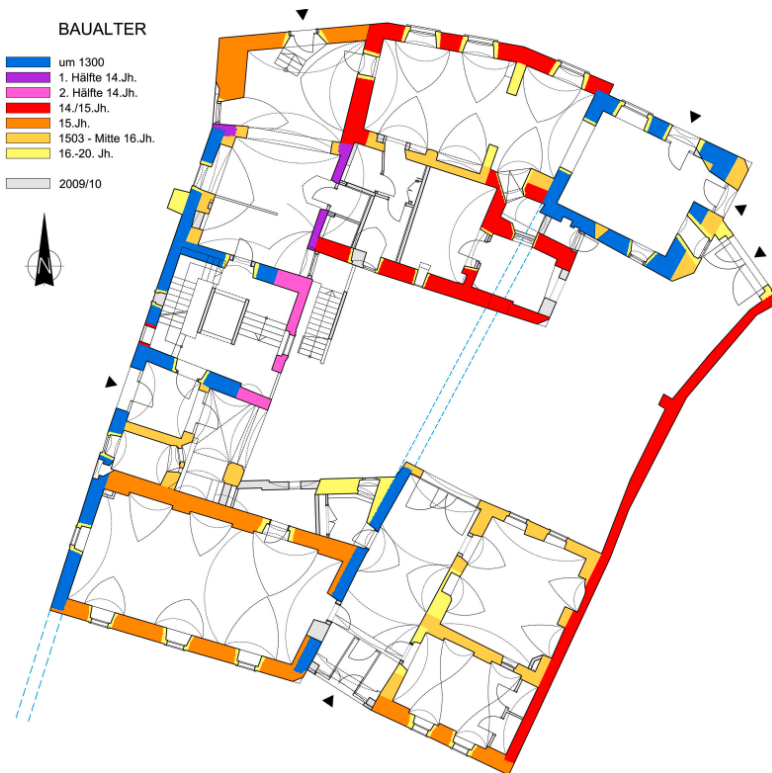 BAUALTER
um 1300
1. Hälfte 14.Jh.
2. Hälfte 14.Jh.
14./15.Jh.
15.Jh.
1503 - Mitte 16.Jh.
16.-20. Jh.
2009/10
N